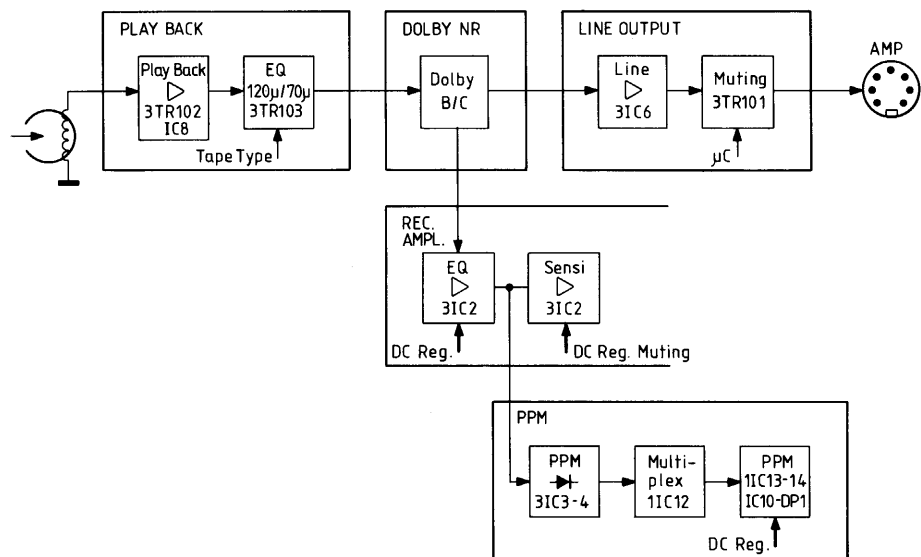 PLAY BACK
Play Back
3TR102
IC8
EQ
120µ/70µ
3TR103
Tape Type
DOLBY NR
Dolby
B/C
LINE OUTPUT
Line
3IC6
Muting
3TR101
µC
AMP
REC.
AMPL.
EQ
3IC2
Sensi
3IC2
DC Reg.
DC Reg. Muting
PPM
PPM
3IC3-4
Multi-
plex
1IC12
PPM
1IC13-14
IC10-DP1
DC Reg.